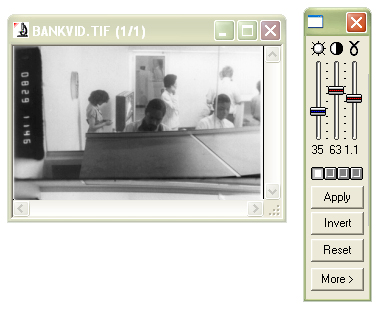 BANKVID.TIF (1/1)
0829 1146
35 63 1.1
Apply
Invert
Reset
More >